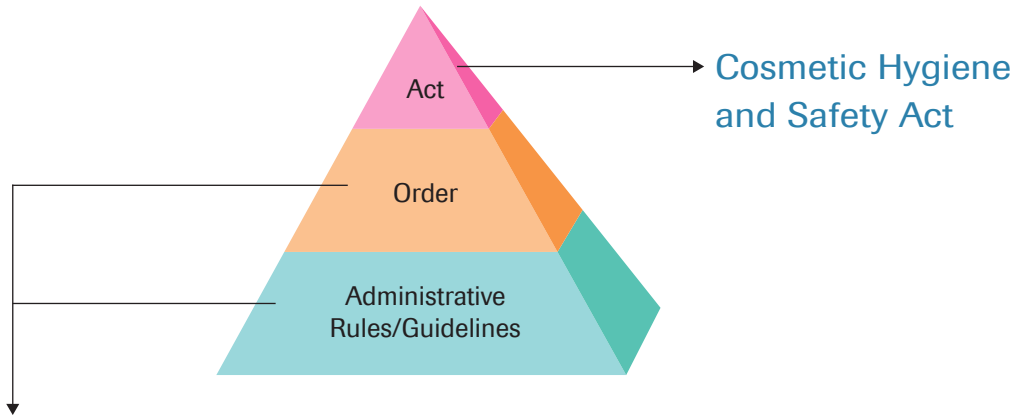 Act
Cosmetic Hygiene
and Safety Act
Order
Administrative
Rules/Guidelines